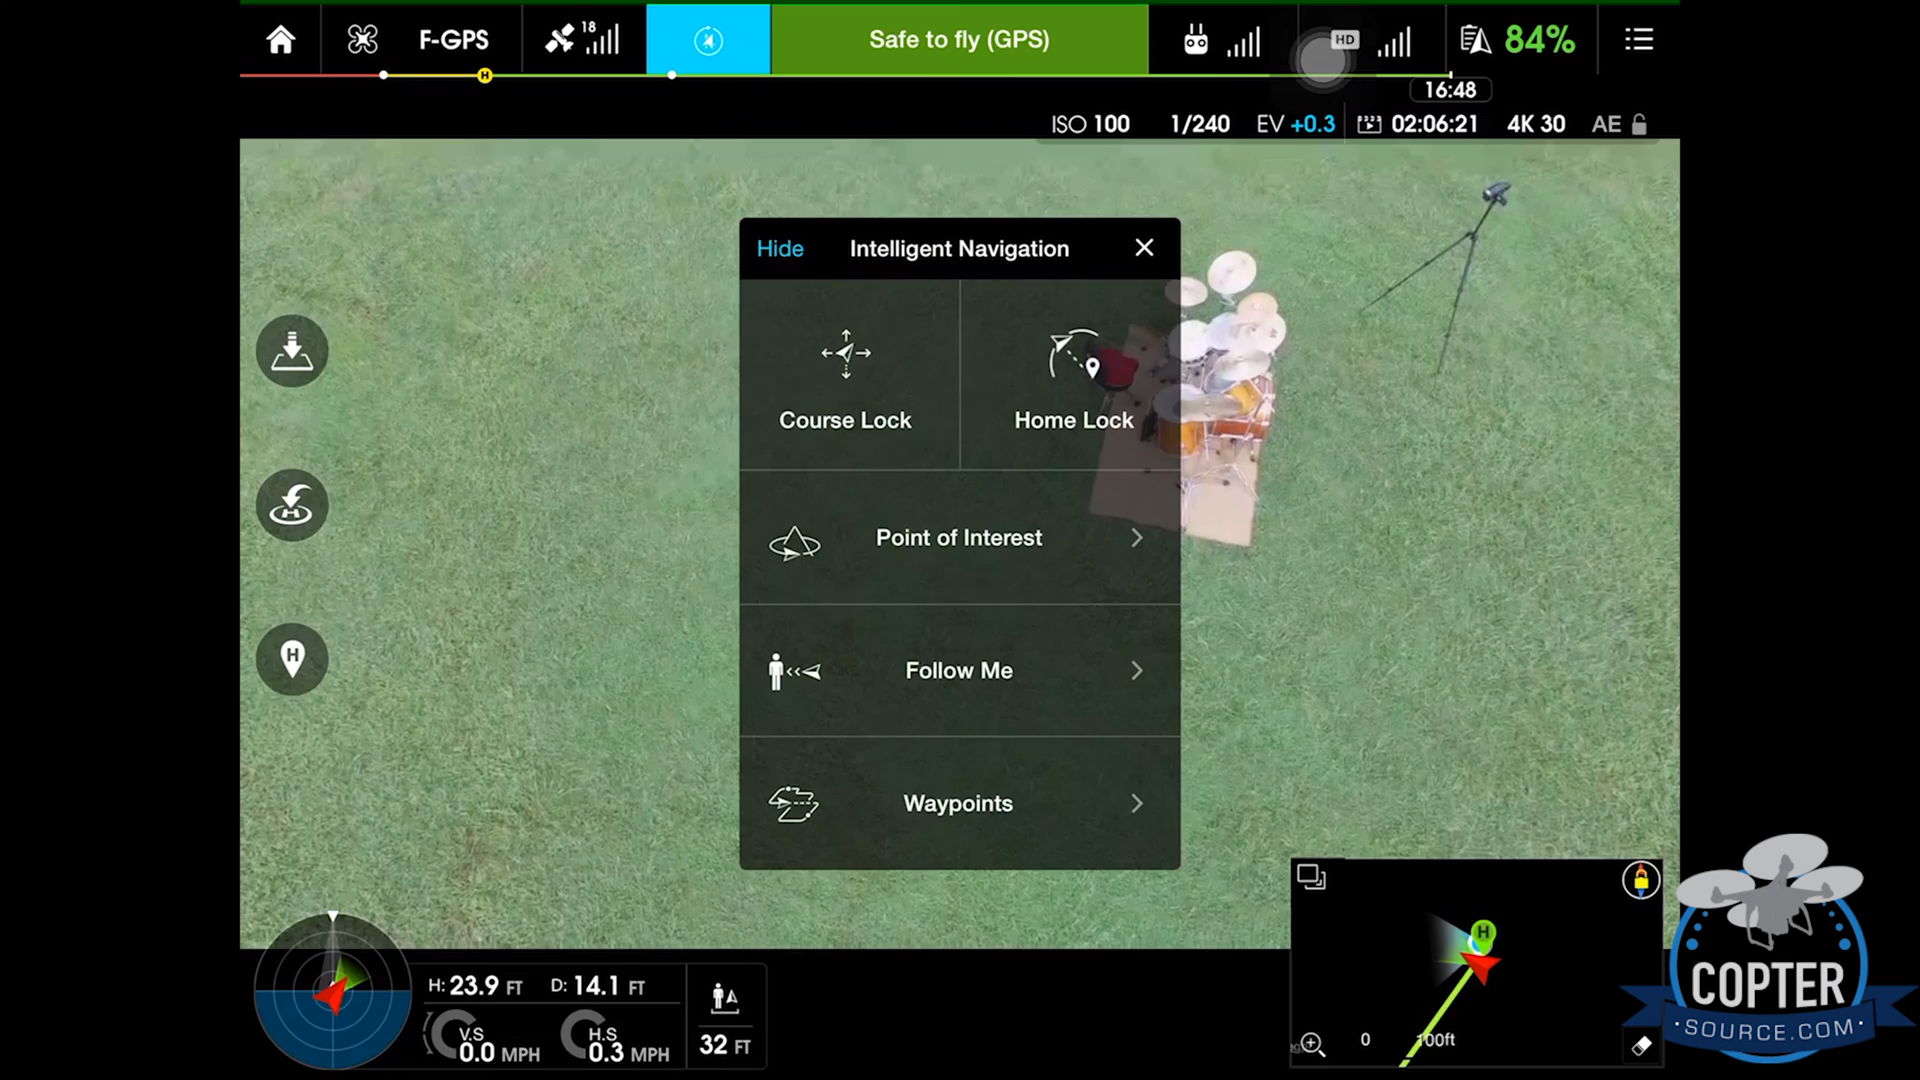 F-GPS
18
Safe to fly (GPS)
HD
84%
H
16:48
ISO 100 1/240 EV +0.3 02:06:21 4K 30 AE
Hide Intelligent Navigation
Course Lock Home Lock
Point of Interest
H
Follow Me
H
Waypoints
H
H: 23.9 FT D: 14.1 FT
V.S 0.0 MPH H.S 0.3 MPH
32 FT
0 100ft
COPTER
·SOURCE.COM·